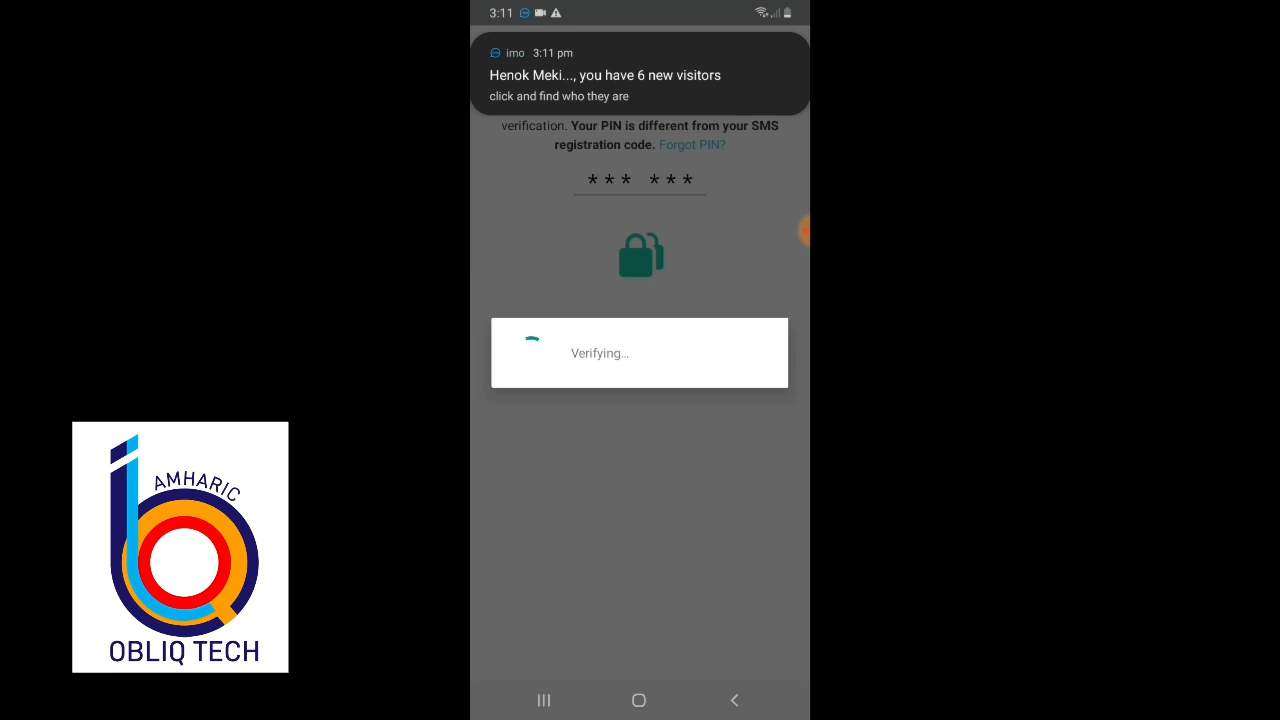 3:11
imo 3:11 pm
Henok Meki..., you have 6 new visitors
click and find who they are
verification. Your PIN is different from your SMS
registration code. Forgot PIN?
*** ***
Verifying...
AMHARIC
OBLIQ TECH